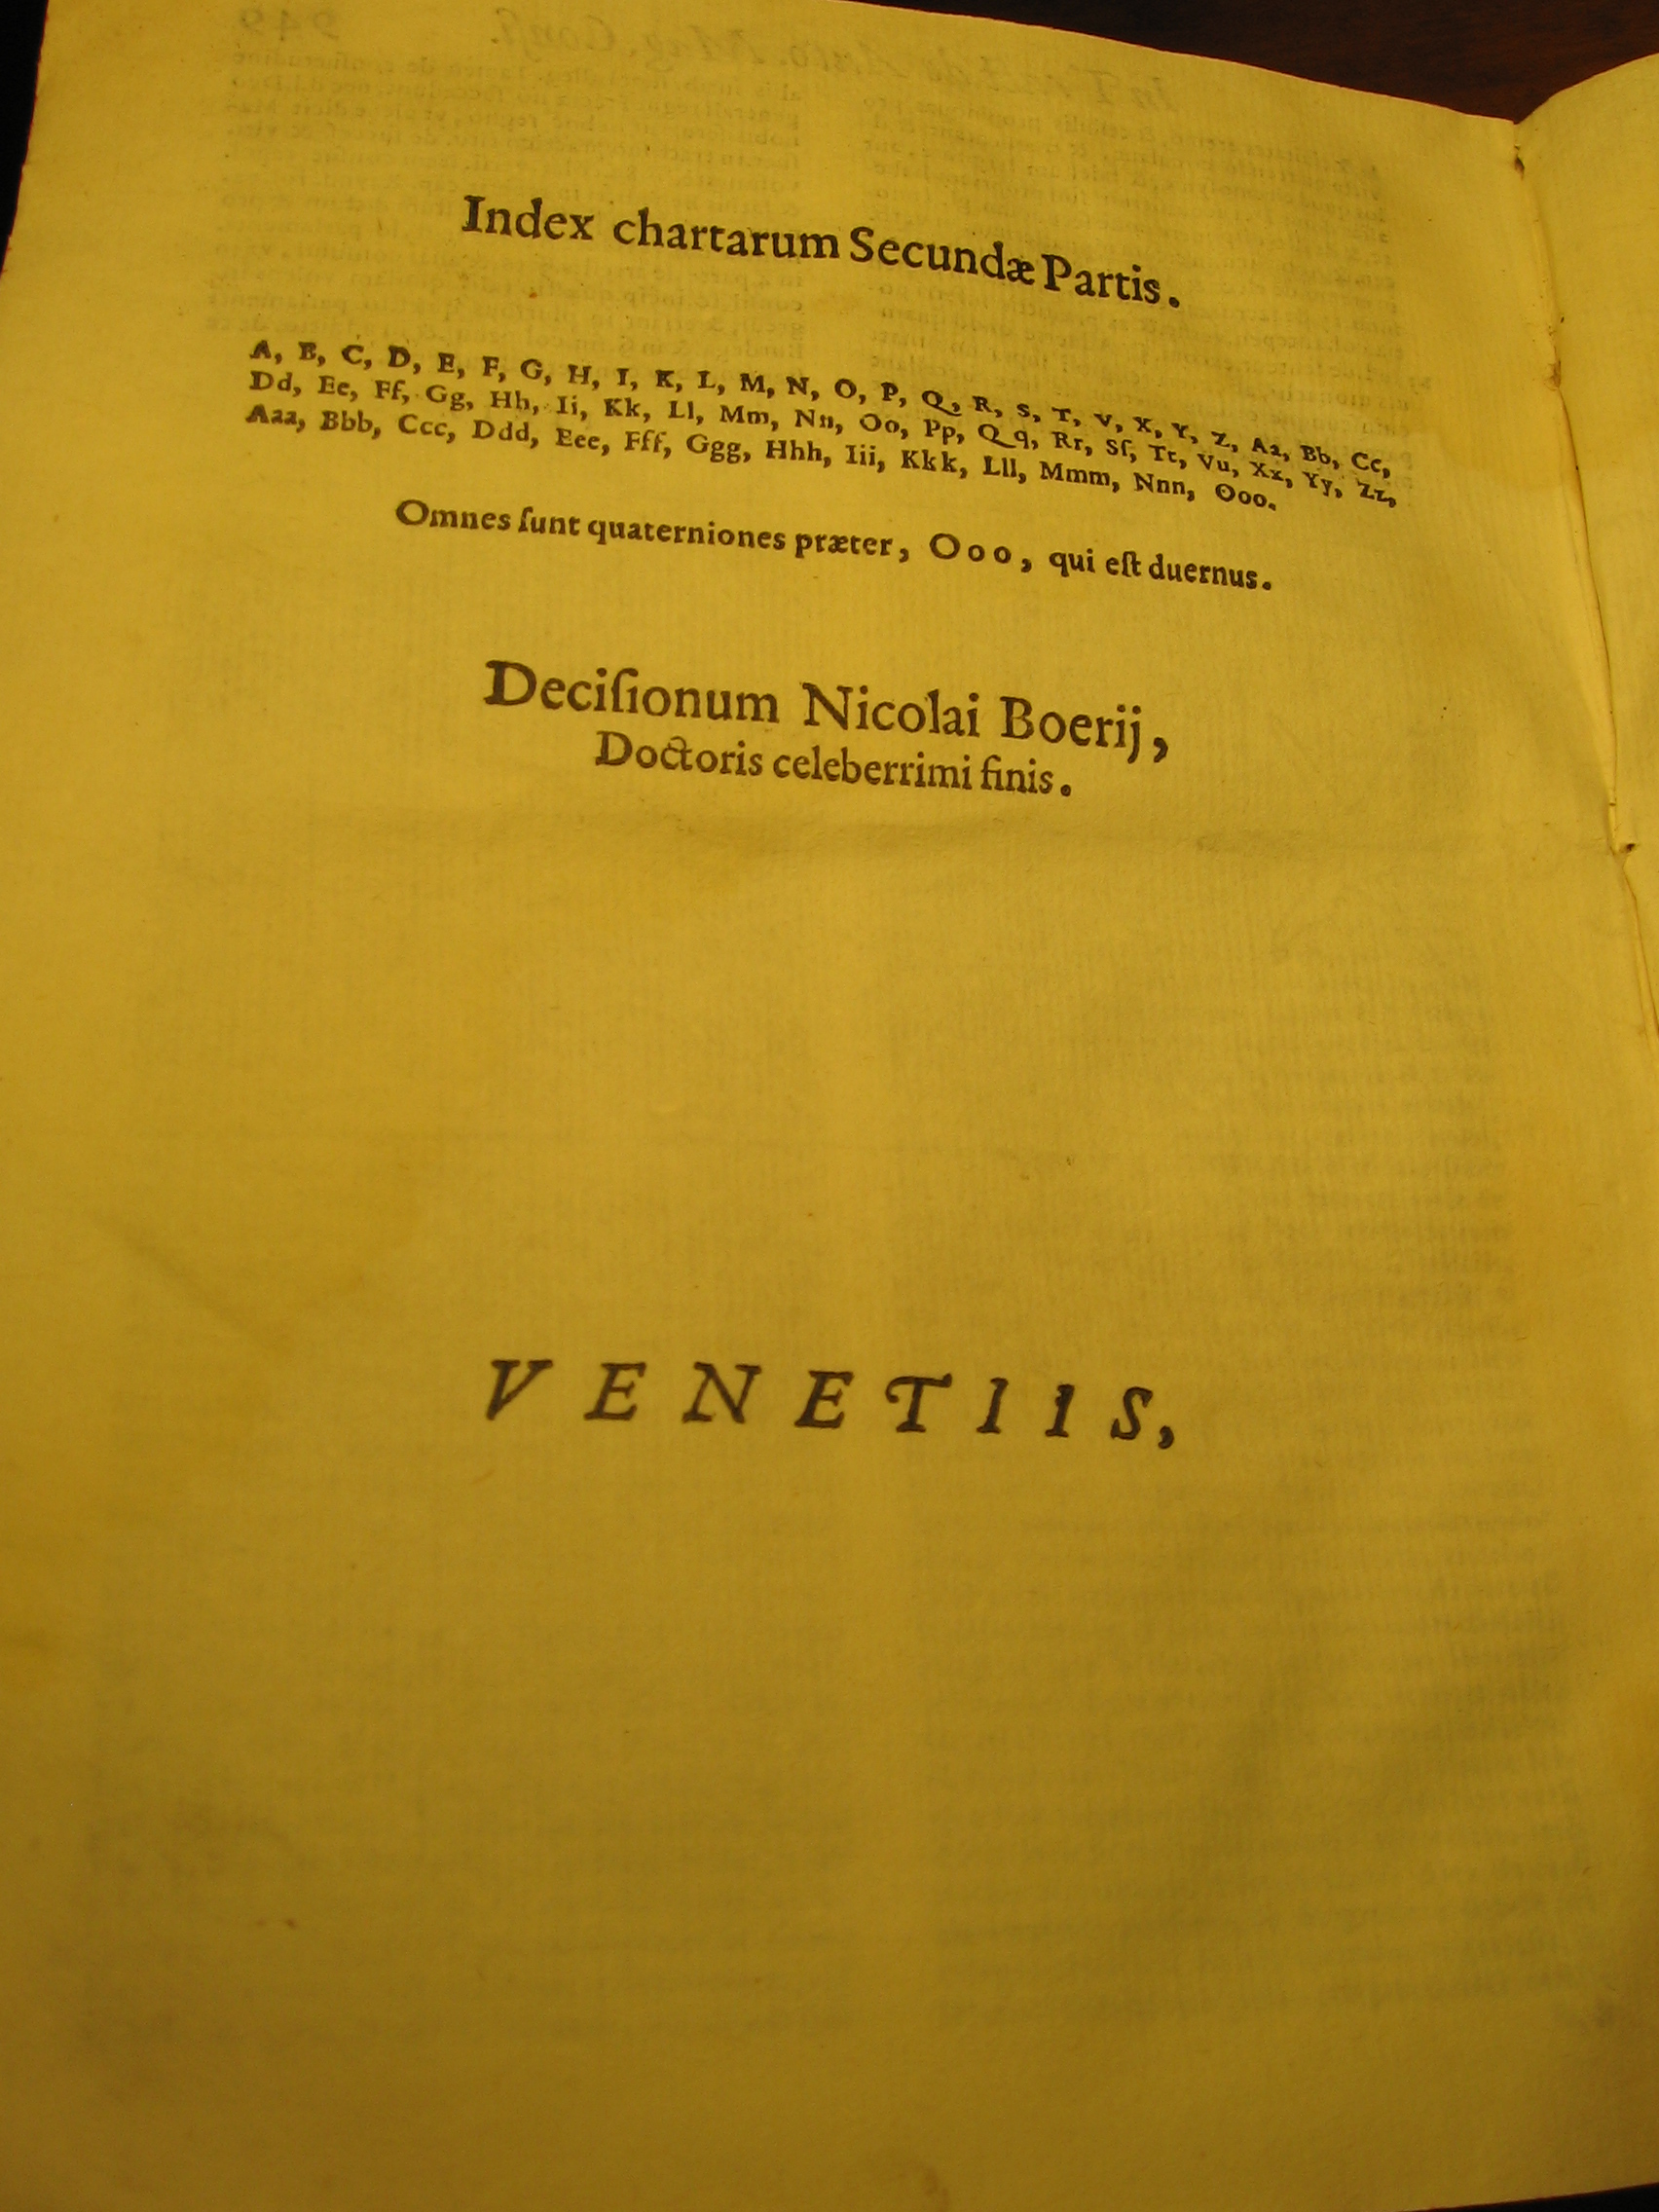 Index chartarum Secundæ Partis.
A, B, C, D, E, F, G, H, I, K, L, M, N, O, P, Q, R, S, T, V, X, Y, Z, Aa, Bb, Cc,
Dd, Ee, Ff, Gg, Hh, Ii, Kk, Ll, Mm, Nn, Oo, Pp, Qq, Rr, Sſ, Tt, Vu, Xx, Yy, Zz,
Aaa, Bbb, Ccc, Ddd, Eee, Fff, Ggg, Hhh, Iii, Kkk, Lll, Mmm, Nnn, Ooo.
Omnes ſunt quaterniones præter, Ooo, qui eſt duernus.
Deciſionum Nicolai Boerij,
Doctoris celeberrimi finis.
VENETIIS,